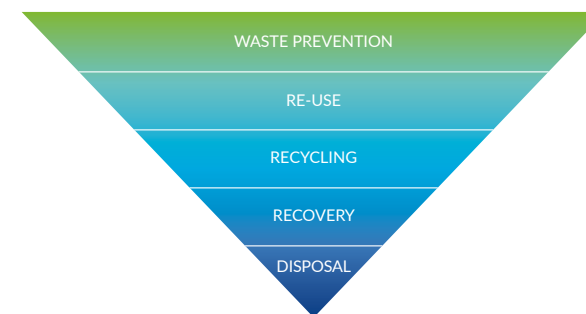 WASTE PREVENTION
RE-USE
RECYCLING
RECOVERY
DISPOSAL